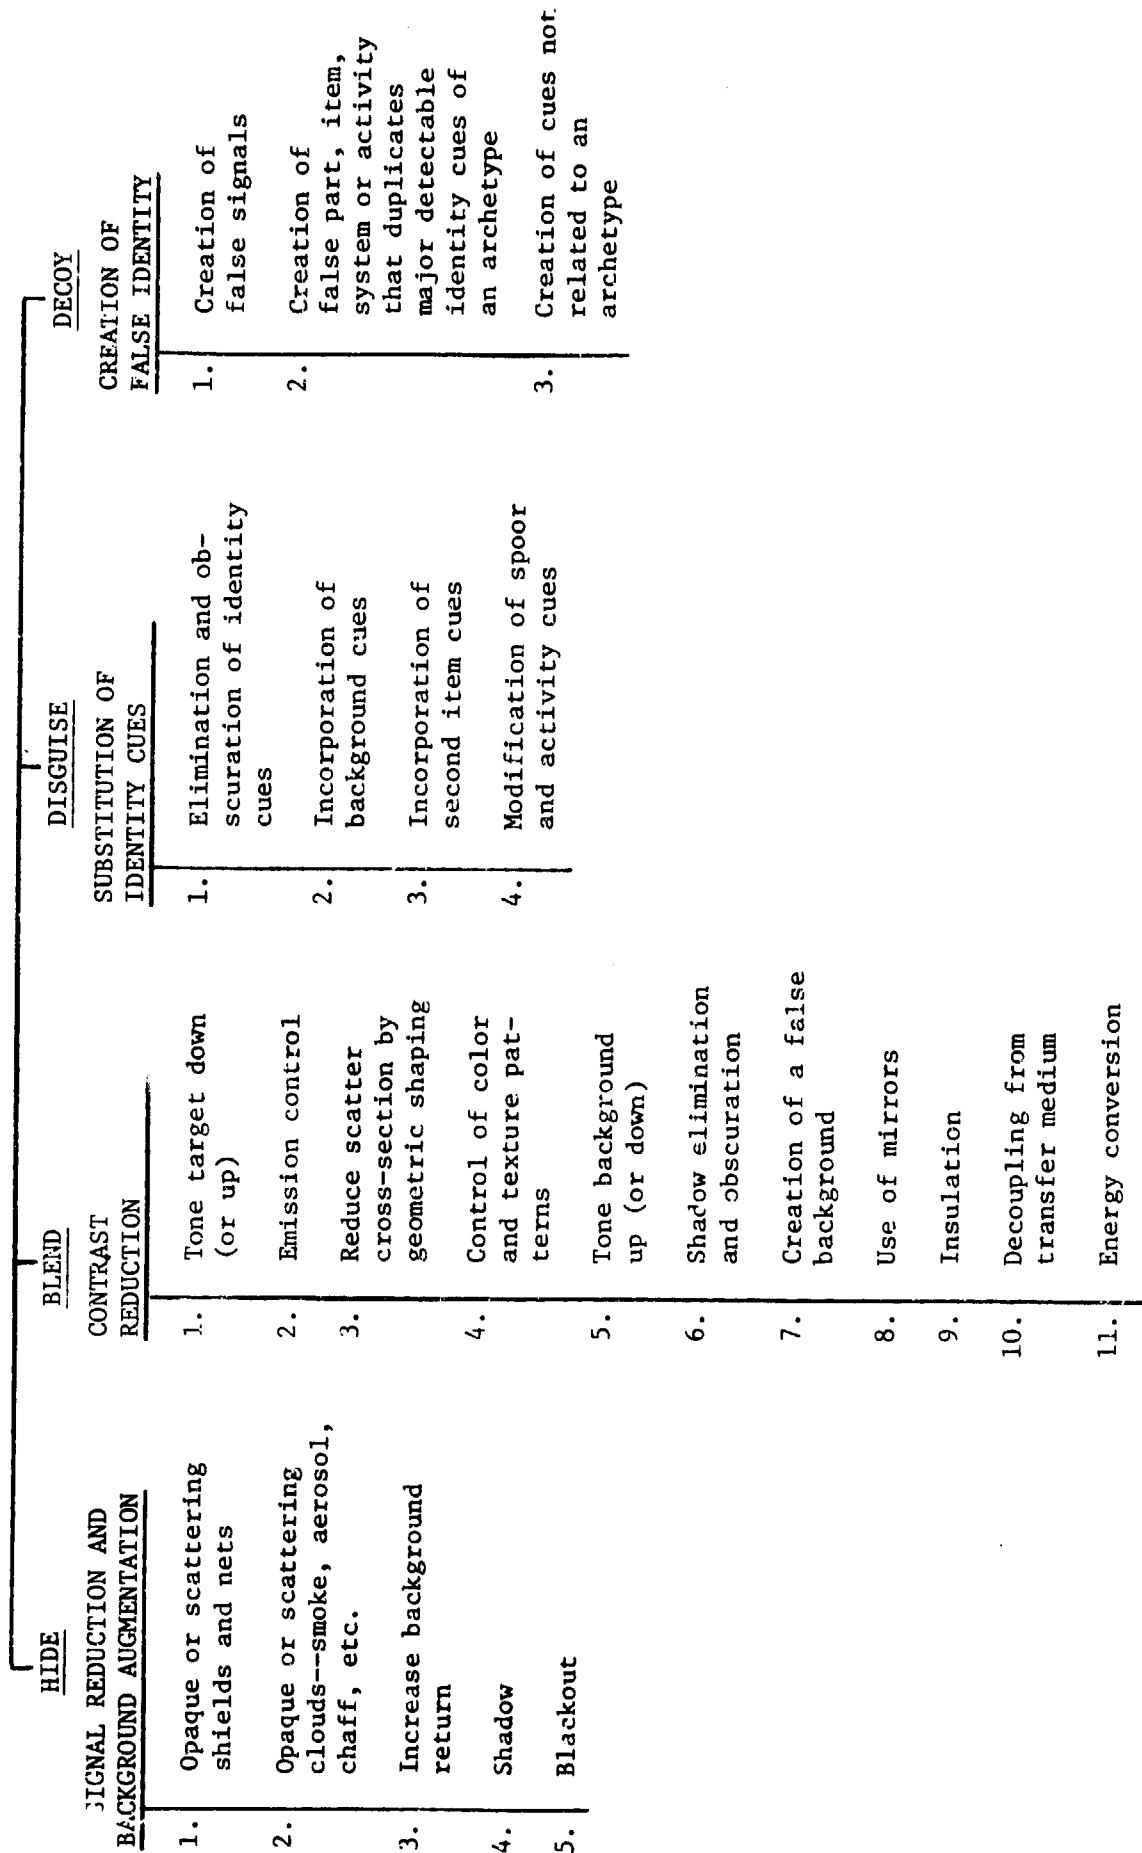 HIDE
SIGNAL REDUCTION AND
BACKGROUND AUGMENTATION
1. Opaque or scattering
shields and nets
2. Opaque or scattering
clouds--smoke, aerosol,
chaff, etc.
3. Increase background
return
4. Shadow
5. Blackout
BLEND
CONTRAST
REDUCTION
1. Tone target down
(or up)
2. Emission control
3. Reduce scatter
cross-section by
geometric shaping
4. Control of color
and texture pat-
terns
5. Tone background
up (or down)
6. Shadow elimination
and obscuration
7. Creation of a false
background
8. Use of mirrors
9. Insulation
10. Decoupling from
transfer medium
11. Energy conversion
DISGUISE
SUBSTITUTION OF
IDENTITY CUES
1. Elimination and ob-
scuration of identity
cues
2. Incorporation of
background cues
3. Incorporation of
second item cues
4. Modification of spoor
and activity cues
DECOY
CREATION OF
FALSE IDENTITY
1. Creation of
false signals
2. Creation of
false part, item,
system or activity
that duplicates
major detectable
identity cues of
an archetype
3. Creation of cues not
related to an
archetype